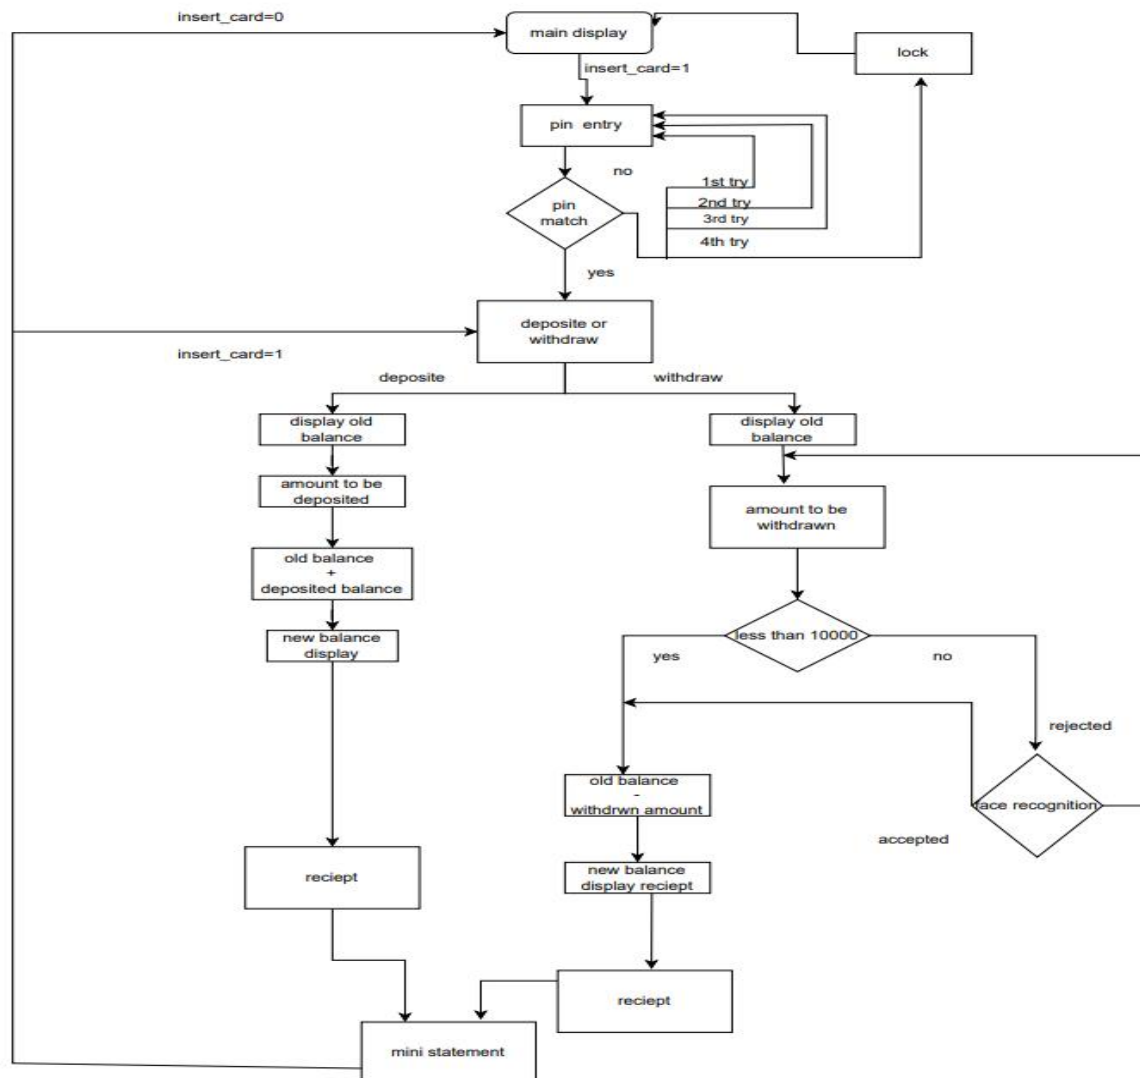 insert_card=0
main display
lock
insert_card=1
pin entry
no
1st try
2nd try
3rd try
4th try
pin
match
yes
deposite or
withdraw
insert_card=1
deposite
withdraw
display old
balance
display old
balance
amount to be
deposited
amount to be
withdrawn
old balance
+
deposited balance
new balance
display
less than 10000
yes
no
rejected
old balance
-
withdrwn amount
face recognition
accepted
reciept
new balance
display reciept
reciept
mini statement